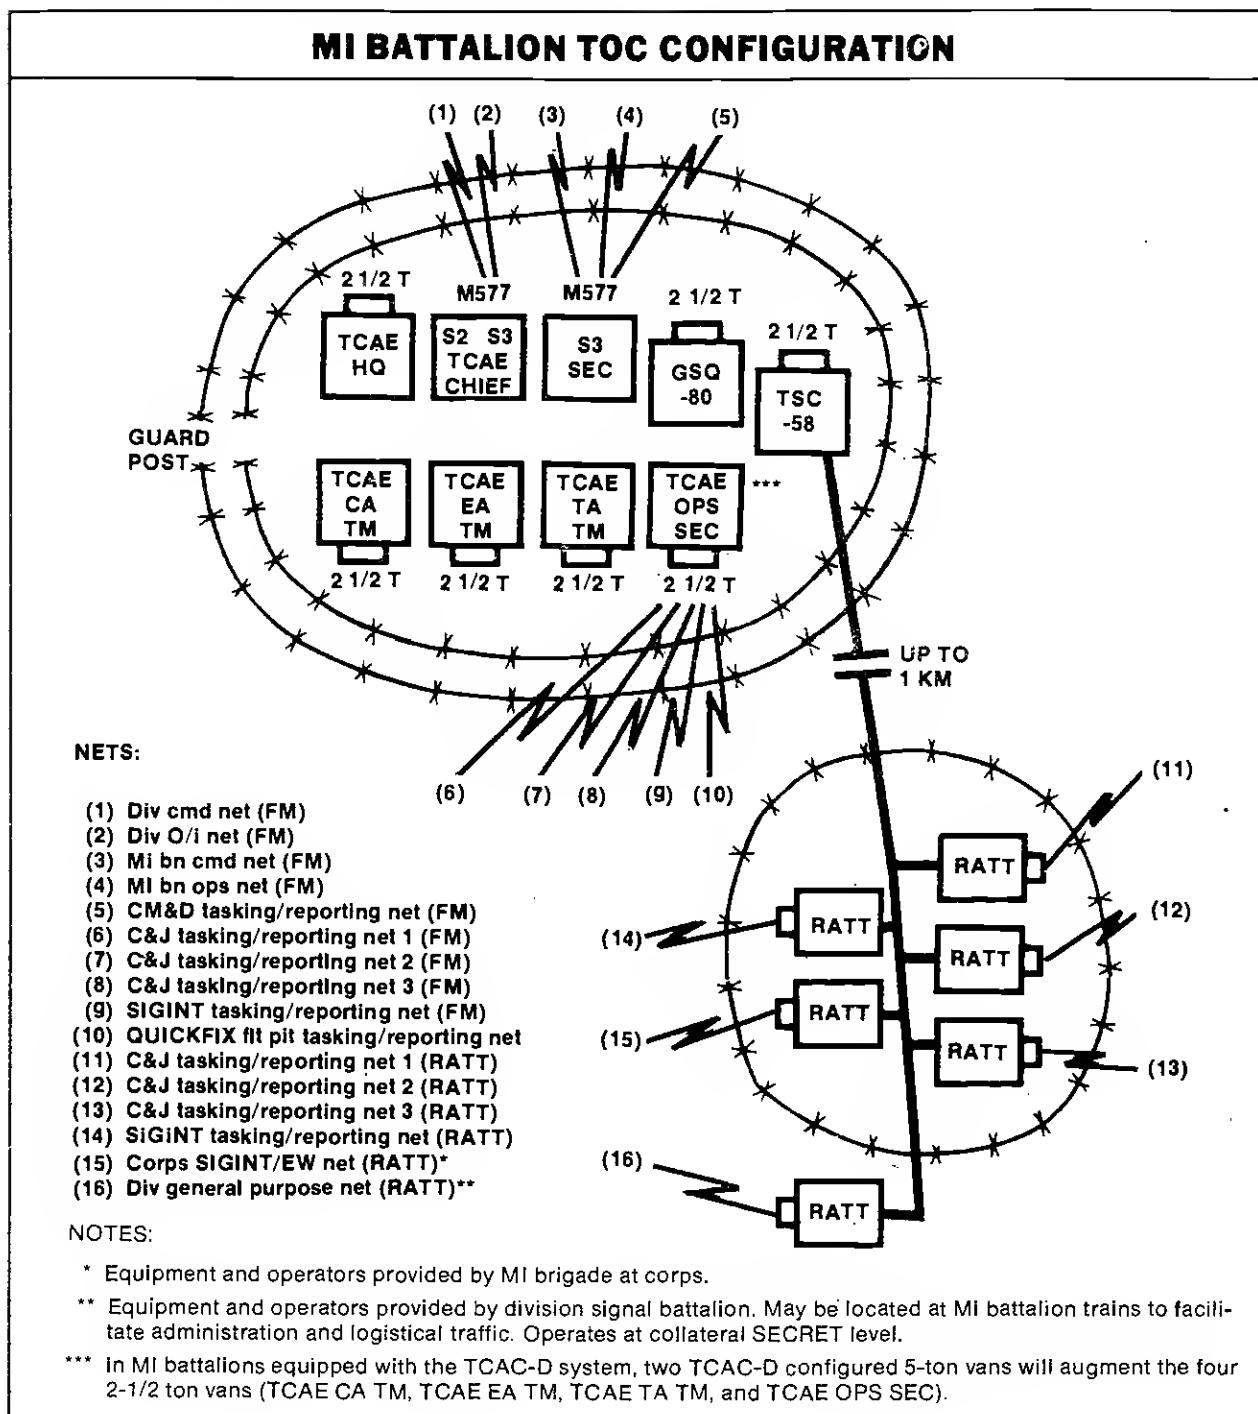 MI BATTALION TOC CONFIGURATION
(1) (2) (3) (4) (5)
2 1/2 T M577 M577 2 1/2 T 2 1/2 T
TCAE
HQ
S2 S3
TCAE
CHIEF
S3
SEC
GSQ
-80
TSC
-58
GUARD
POST
TCAE
CA
TM
TCAE
EA
TM
TCAE
TA
TM
TCAE
OPS
SEC
***
2 1/2 T 2 1/2 T 2 1/2 T 2 1/2 T
UP TO
1 KM
(6) (7) (8) (9) (10)
(11)
RATT
(12)
RATT
(14)
RATT
RATT
(15)
RATT
(13)
(16)
RATT
NETS:
(1) Div cmd net (FM)
(2) Div O/i net (FM)
(3) Mi bn cmd net (FM)
(4) MI bn ops net (FM)
(5) CM&D tasking/reporting net (FM)
(6) C&J tasking/reporting net 1 (FM)
(7) C&J tasking/reporting net 2 (FM)
(8) C&J tasking/reporting net 3 (FM)
(9) SIGINT tasking/reporting net (FM)
(10) QUICKFIX flt plt tasking/reporting net
(11) C&J tasking/reporting net 1 (RATT)
(12) C&J tasking/reporting net 2 (RATT)
(13) C&J tasking/reporting net 3 (RATT)
(14) SiGiNT tasking/reporting net (RATT)
(15) Corps SIGINT/EW net (RATT)*
(16) Div general purpose net (RATT)**
NOTES:
* Equipment and operators provided by MI brigade at corps.
** Equipment and operators provided by division signal battalion. May be located at MI battalion trains to facili-
tate administration and logistical traffic. Operates at collateral SECRET level.
*** in MI battalions equipped with the TCAC-D system, two TCAC-D configured 5-ton vans will augment the four
2-1/2 ton vans (TCAE CA TM, TCAE EA TM, TCAE TA TM, and TCAE OPS SEC).